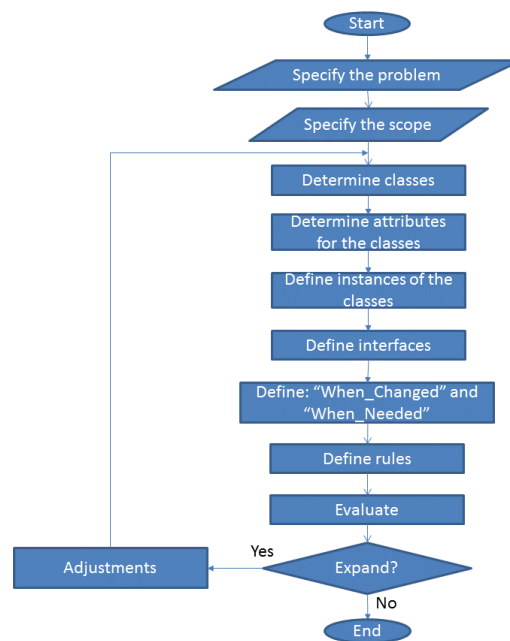 Start
Specify the problem
Specify the scope
Determine classes
Determine attributes
for the classes
Define instances of the
classes
Define interfaces
Define: “When_Changed” and
“When_Needed”
Define rules
Evaluate
Yes
Adjustments
Expand?
No
End